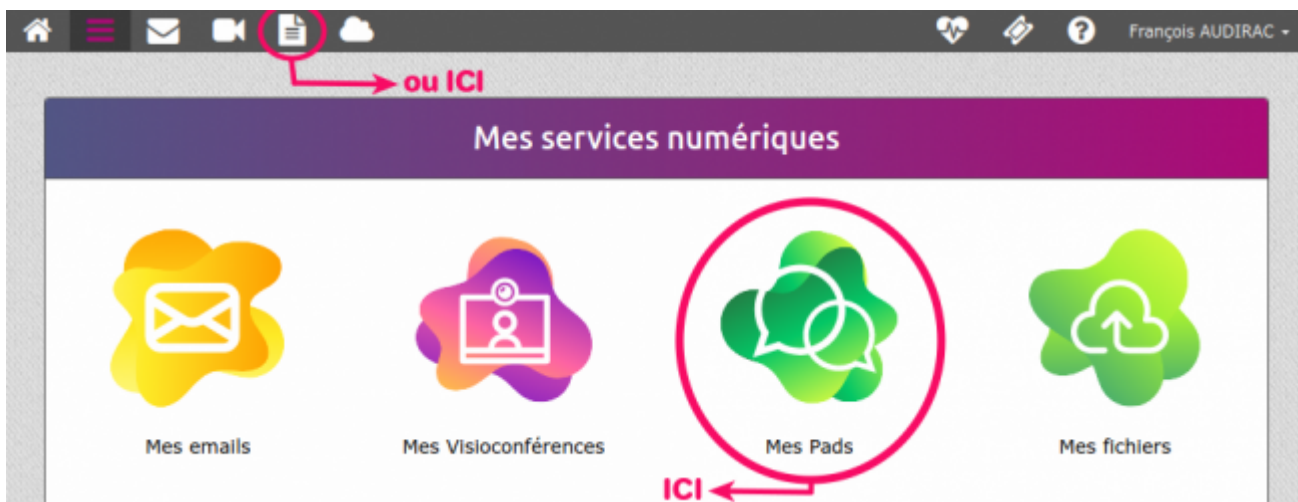 François AUDIRAC
ou ICI
Mes services numériques
Mes emails
Mes Visioconférences
Mes Pads
Mes fichiers
ICI